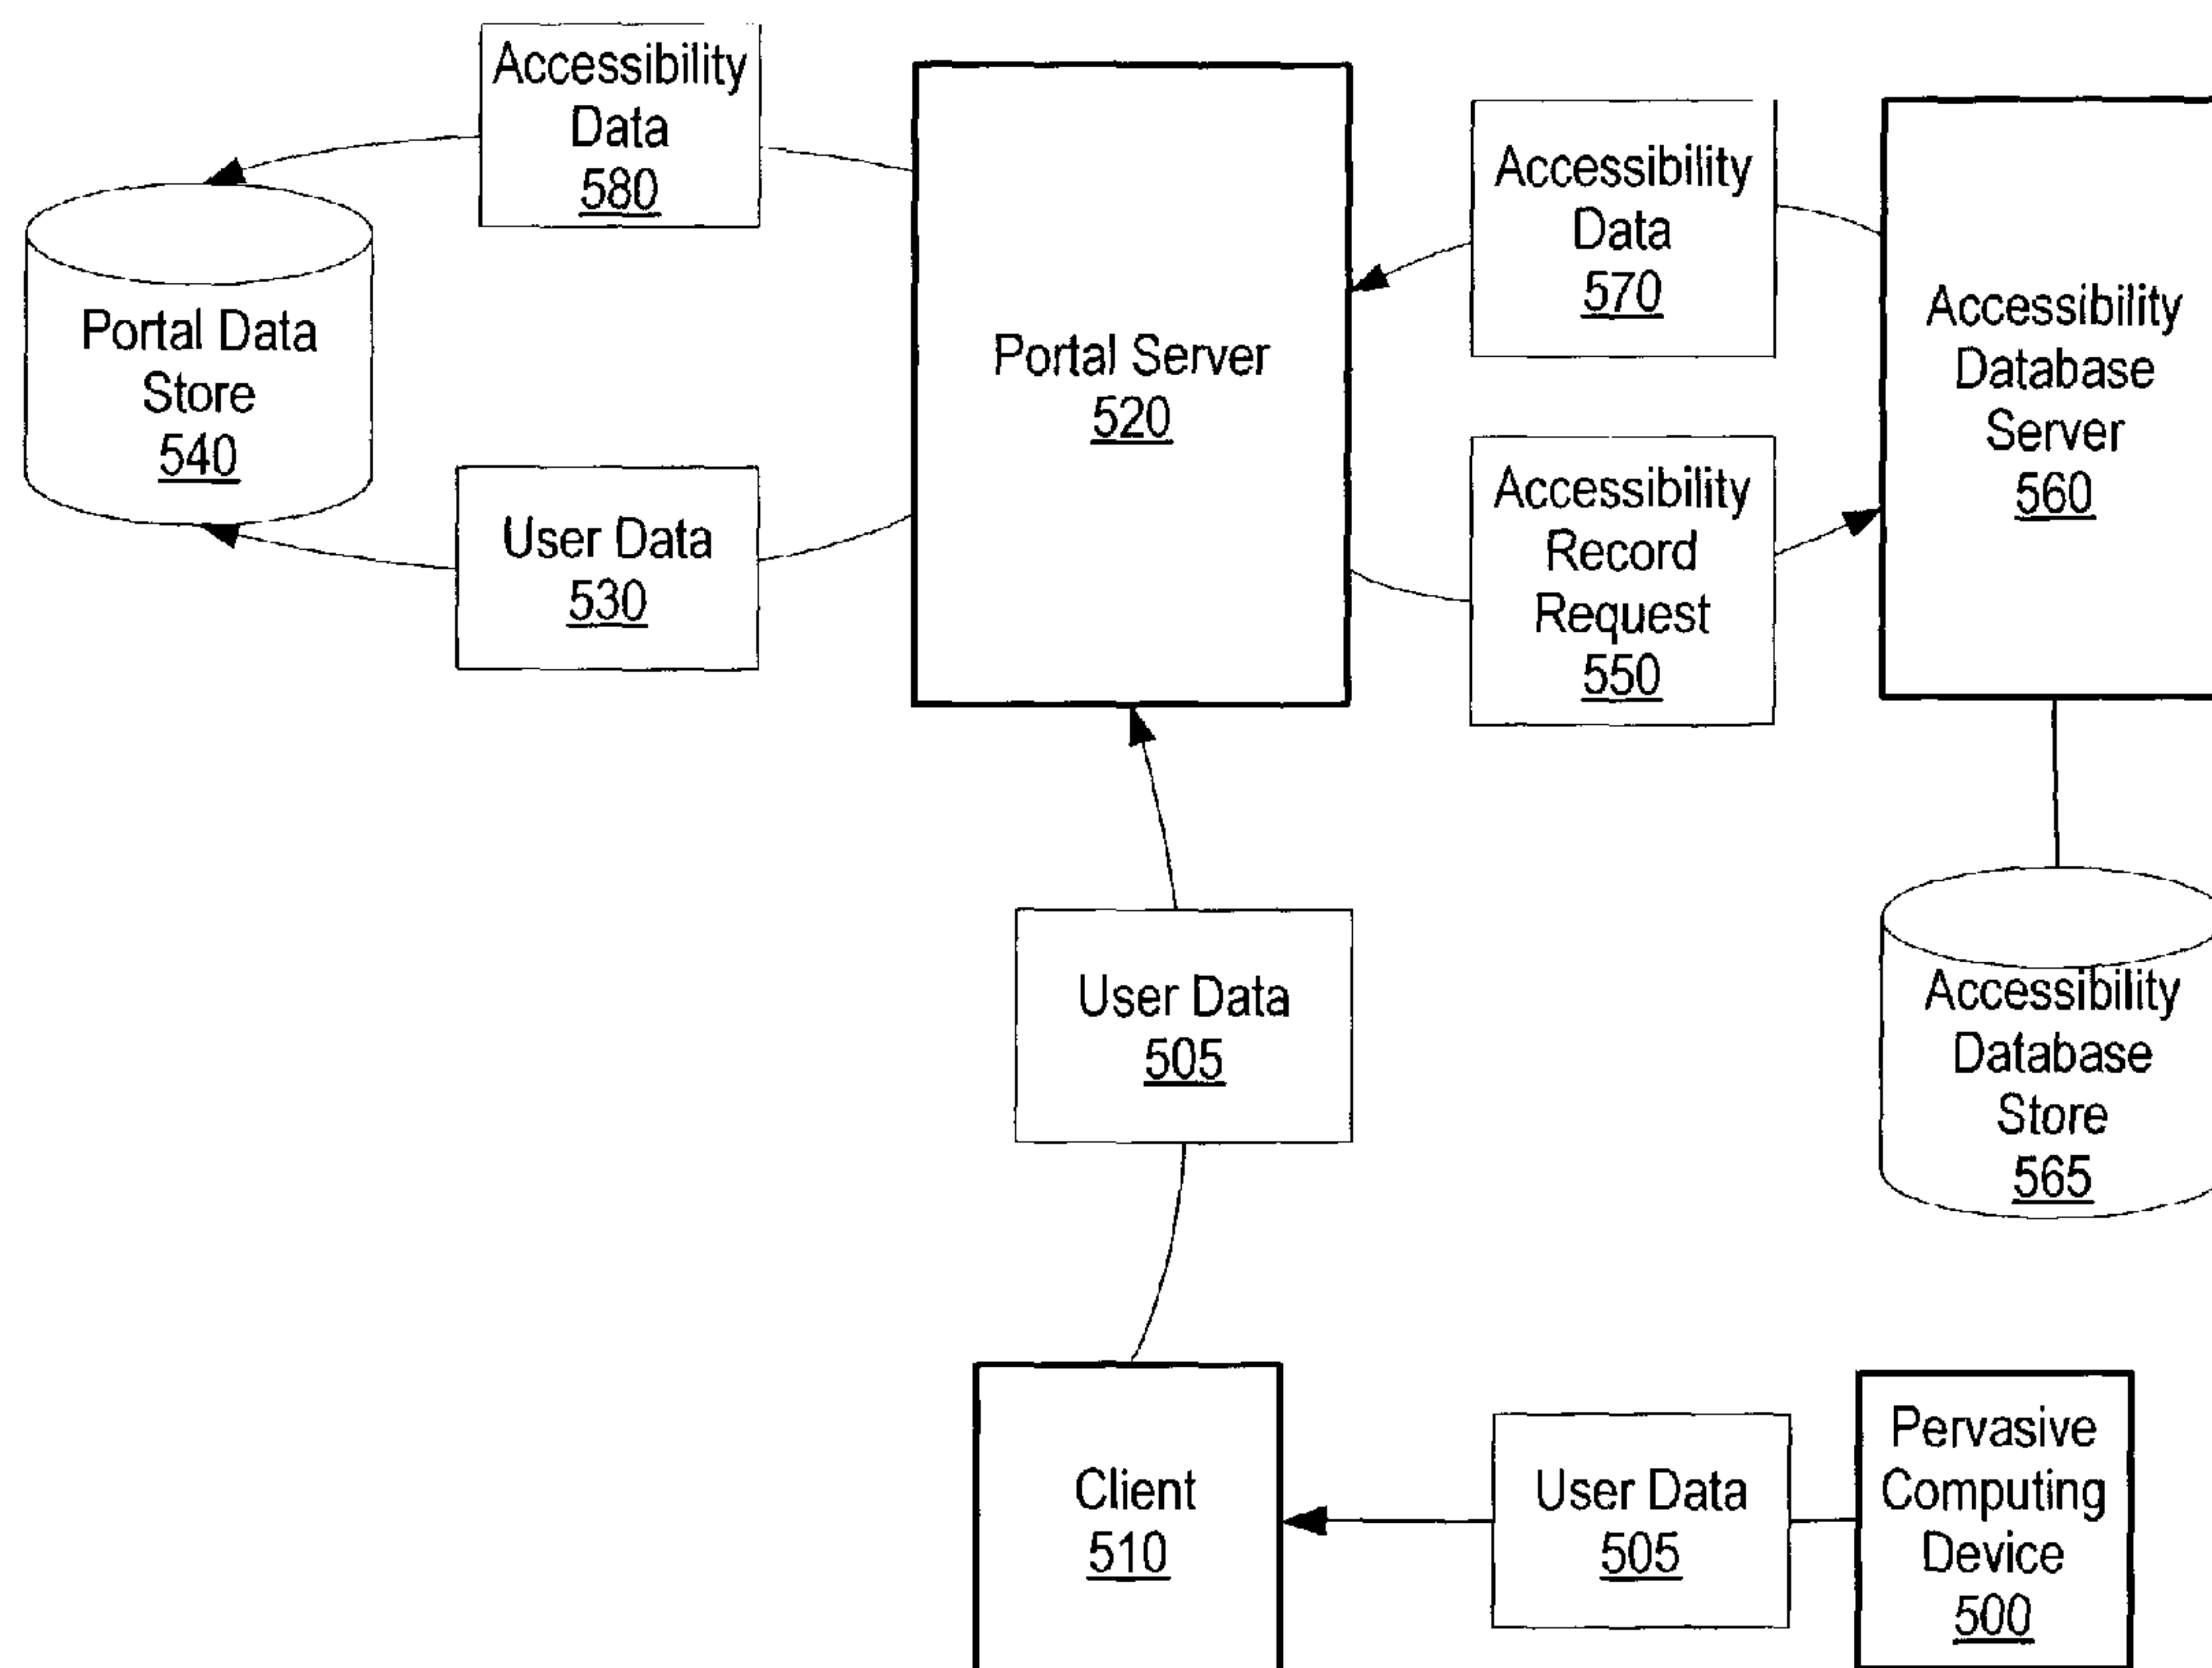 Accessibility
Data
580
Portal Data
Store
540
User Data
530
Portal Server
520
Accessibility
Data
570
Accessibility
Record
Request
550
Accessibility
Database
Server
560
User Data
505
Accessibility
Database
Store
565
Client
510
User Data
505
Pervasive
Computing
Device
500